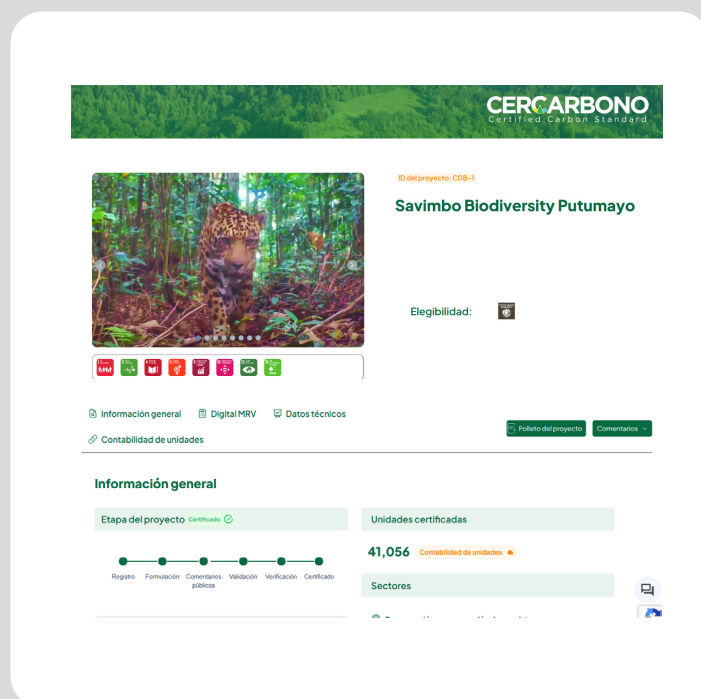 CERCARBONO
Certified Carbon Standard
ID del proyecto: CDB-1
Savimbo Biodiversity Putumayo
Elegibilidad:
Información general
Digital MRV
Datos técnicos
Contabilidad de unidades
Folleto del proyecto
Comentarios
Información general
Etapa del proyecto Certificado
Registro
Formulación
Comentarios públicos
Validación
Verificación
Certificado
Unidades certificadas
41,056 Contabilidad de unidades
Sectores